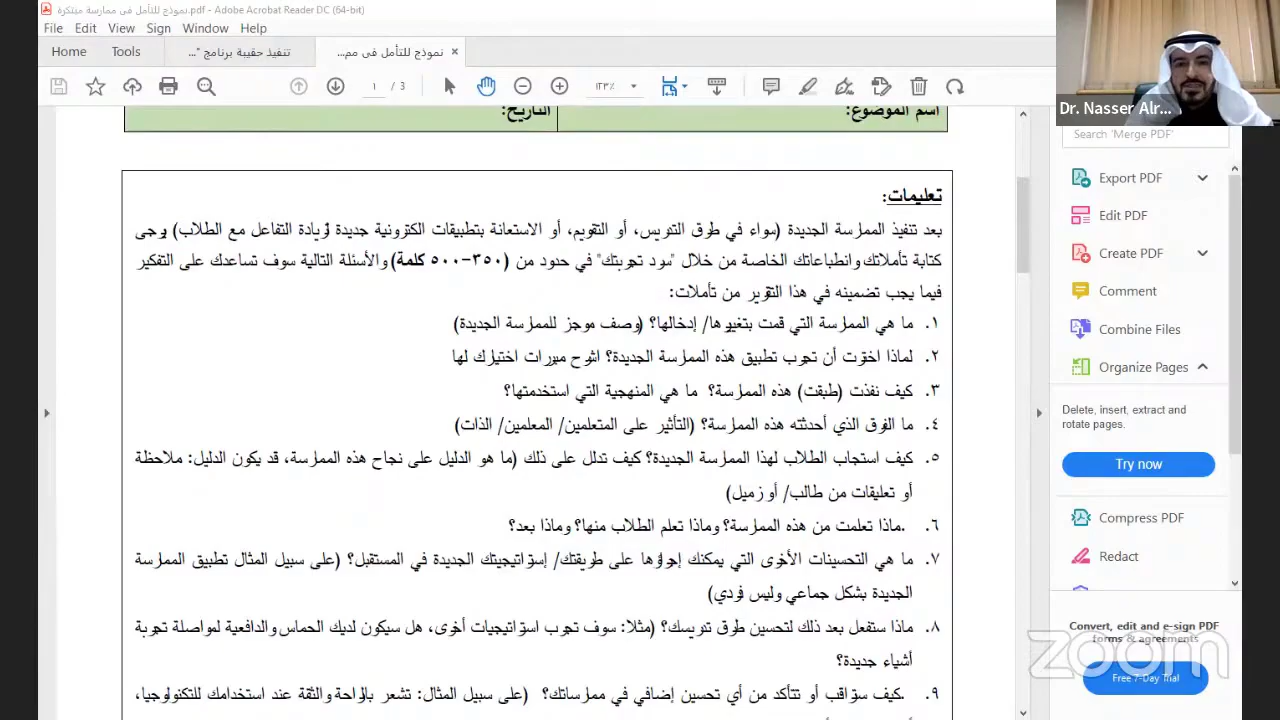 نموذج للتأمل في ممارسة مبتكرة.pdf - Adobe Acrobat Reader DC (64-bit)
File Edit View Sign Window Help
Home Tools تنفيذ حقيبة برنامج "... نموذج للتأمل في مم... ×
١ / 3 ١٢٣٪
Dr. Nasser Alr...
اسم الموضوع: التاريخ:
Search 'Merge PDF'
تعليمات:
بعد تنفيذ الممارسة الجديدة (سواء في طرق التدريس، أو التقويم، أو الاستعانة بتطبيقات الكترونية جديدة لزيادة التفاعل مع الطلاب) يرجى
كتابة تأملاتك وانطباعاتك الخاصة من خلال "سرد تجربتك" في حدود من (٣٥٠-٥٠٠ كلمة) والأسئلة التالية سوف تساعدك على التفكير
فيما يجب تضمينه في هذا التقرير من تأملات:
١. ما هي الممارسة التي قمت بتغييرها/ إدخالها؟ (وصف موجز للممارسة الجديدة)
٢. لماذا اخترت أن تجرب تطبيق هذه الممارسة الجديدة؟ اشرح مبررات اختيارك لها
٣. كيف نفذت (طبقت) هذه الممارسة؟ ما هي المنهجية التي استخدمتها؟
٤. ما الفرق الذي أحدثته هذه الممارسة؟ (التأثير على المتعلمين/ المعلمين/ الذات)
٥. كيف استجاب الطلاب لهذا الممارسة الجديدة؟ كيف تدلل على ذلك (ما هو الدليل على نجاح هذه الممارسة، قد يكون الدليل: ملاحظة
أو تعليقات من طالب/ أو زميل)
٦. .ماذا تعلمت من هذه الممارسة؟ وماذا تعلم الطلاب منها؟ وماذا بعد؟
٧. ما هي التحسينات الأخرى التي يمكنك إجراؤها على طريقتك/ إستراتيجيتك الجديدة في المستقبل؟ (على سبيل المثال تطبيق الممارسة
الجديدة بشكل جماعي وليس فردي)
٨. ماذا ستفعل بعد ذلك لتحسين طرق تدريسك؟ (مثلا: سوف تجرب استراتيجيات أخرى، هل سيكون لديك الحماس والدافعية لمواصلة تجربة
أشياء جديدة؟
٩. .كيف ستراقب أو تتأكد من أي تحسين إضافي في ممارساتك؟ (على سبيل المثال: تشعر بالراحة والثقة عند استخدامك للتكنولوجيا،
Export PDF
Edit PDF
Create PDF
Comment
Combine Files
Organize Pages
Delete, insert, extract and
rotate pages.
Try now
Compress PDF
Redact
Convert, edit and e-sign PDF
forms & agreements
Free 7-Day Trial
zoom